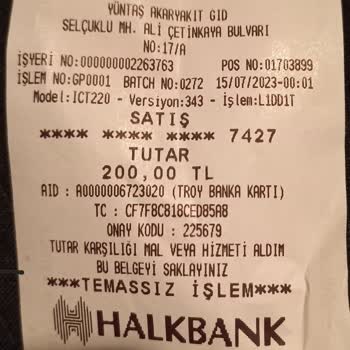 YÜNTAŞ AKARYAKIT GID
SELÇUKLU MH. ALİ ÇETİNKAYA BULVARI
NO:17/A
İŞYERİ NO:000000002263763 POS NO:01703899
İŞLEM NO:GP0001 BATCH NO:0272 15/07/2023-00:01
Model:ICT220 - Versiyon:343 - İşlem:L1DD1T
SATIŞ
**** **** **** 7427
TUTAR
200,00 TL
AID : A0000006723020 (TROY BANKA KARTI)
TC : CF7F8C818CED85A8
ONAY KODU : 225679
TUTAR KARŞILIĞI MAL VEYA HİZMETİ ALDIM
BU BELGEYİ SAKLAYINIZ
***TEMASSIZ İŞLEM***
HALKBANK